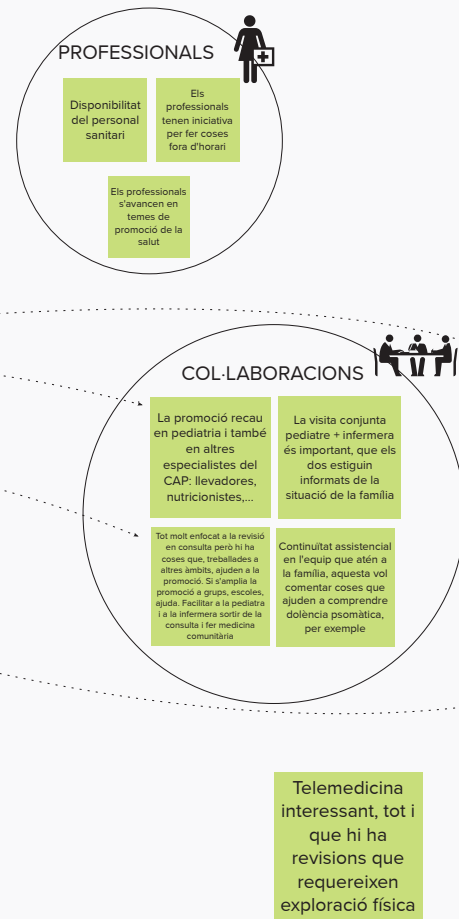 PROFESSIONALS
Disponibilitat
del personal
sanitari
Els
professionals
tenen iniciativa
per fer coses
fora d'horari
Els professionals
s'avancen en
temes de
promoció de la
salut
COL·LABORACIONS
La promoció recau
en pediatria i també
en altres
especialistes del
CAP: llevadores,
nutricionistes,...
La visita conjunta
pediatre + infermera
és important, que els
dos estiguin
informats de la
situació de la família
Tot molt enfocat a la revisió
en consulta però hi ha
coses que, treballades a
altres àmbits, ajuden a la
promoció. Si s'amplia la
promoció a grups, escoles,
ajuda. Facilitar a la pediatra
i a la infermera sortir de la
consulta i fer medicina
comunitària
Continuïtat assistencial
en l'equip que atén a
la família, aquesta vol
comentar coses que
ajuden a comprendre
dolència psomàtica,
per exemple
Telemedicina
interessant, tot i
que hi ha
revisions que
requereixen
exploració física